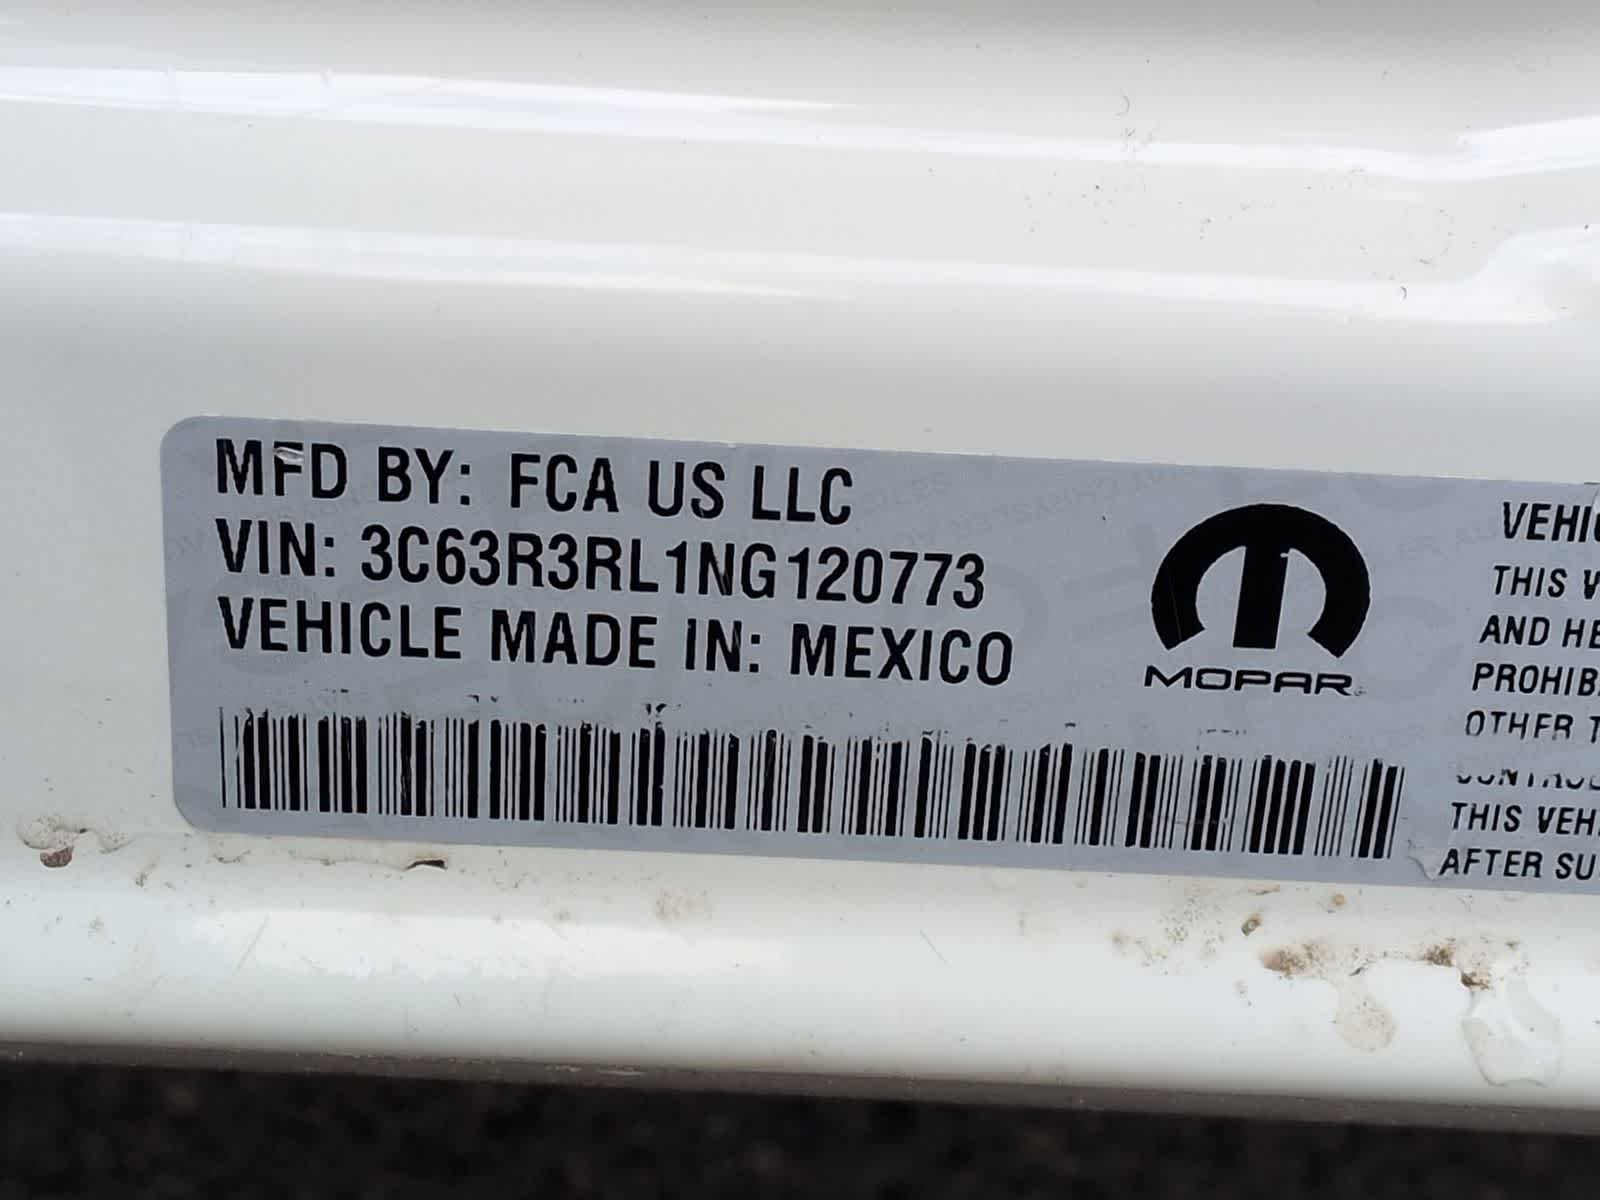 MFD BY: FCA US LLC
VIN: 3C63R3RL1NG120773
VEHICLE MADE IN: MEXICO
MOPAR
VEHIC
THIS V
AND HE
PROHIB
OTHER T
CONTROL
THIS VEH
AFTER SU